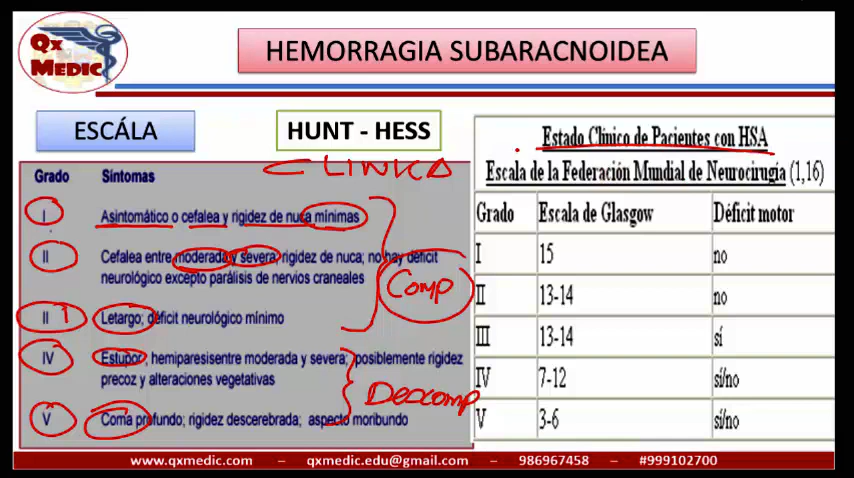 Qx
MEDIC
HEMORRAGIA SUBARACNOIDEA
ESCÁLA
HUNT - HESS
CLINICA
Grado Síntomas
I Asintomático o cefalea y rigidez de nuca mínimas
II Cefalea entre moderada y severa; rigidez de nuca; no hay déficit
neurológico excepto parálisis de nervios craneales
III Letargo; déficit neurológico mínimo
IV Estupor; hemiparesisentre moderada y severa; posiblemente rigidez
precoz y alteraciones vegetativas
V Coma profundo; rigidez descerebrada; aspecto moribundo
Comp
Descomp
Estado Clínico de Pacientes con HSA
Escala de la Federación Mundial de Neurocirugía (1,16)
Grado Escala de Glasgow Déficit motor
I 15 no
II 13-14 no
III 13-14 sí
IV 7-12 sí/no
V 3-6 sí/no
www.qxmedic.com – qxmedic.edu@gmail.com – 986967458 – #999102700